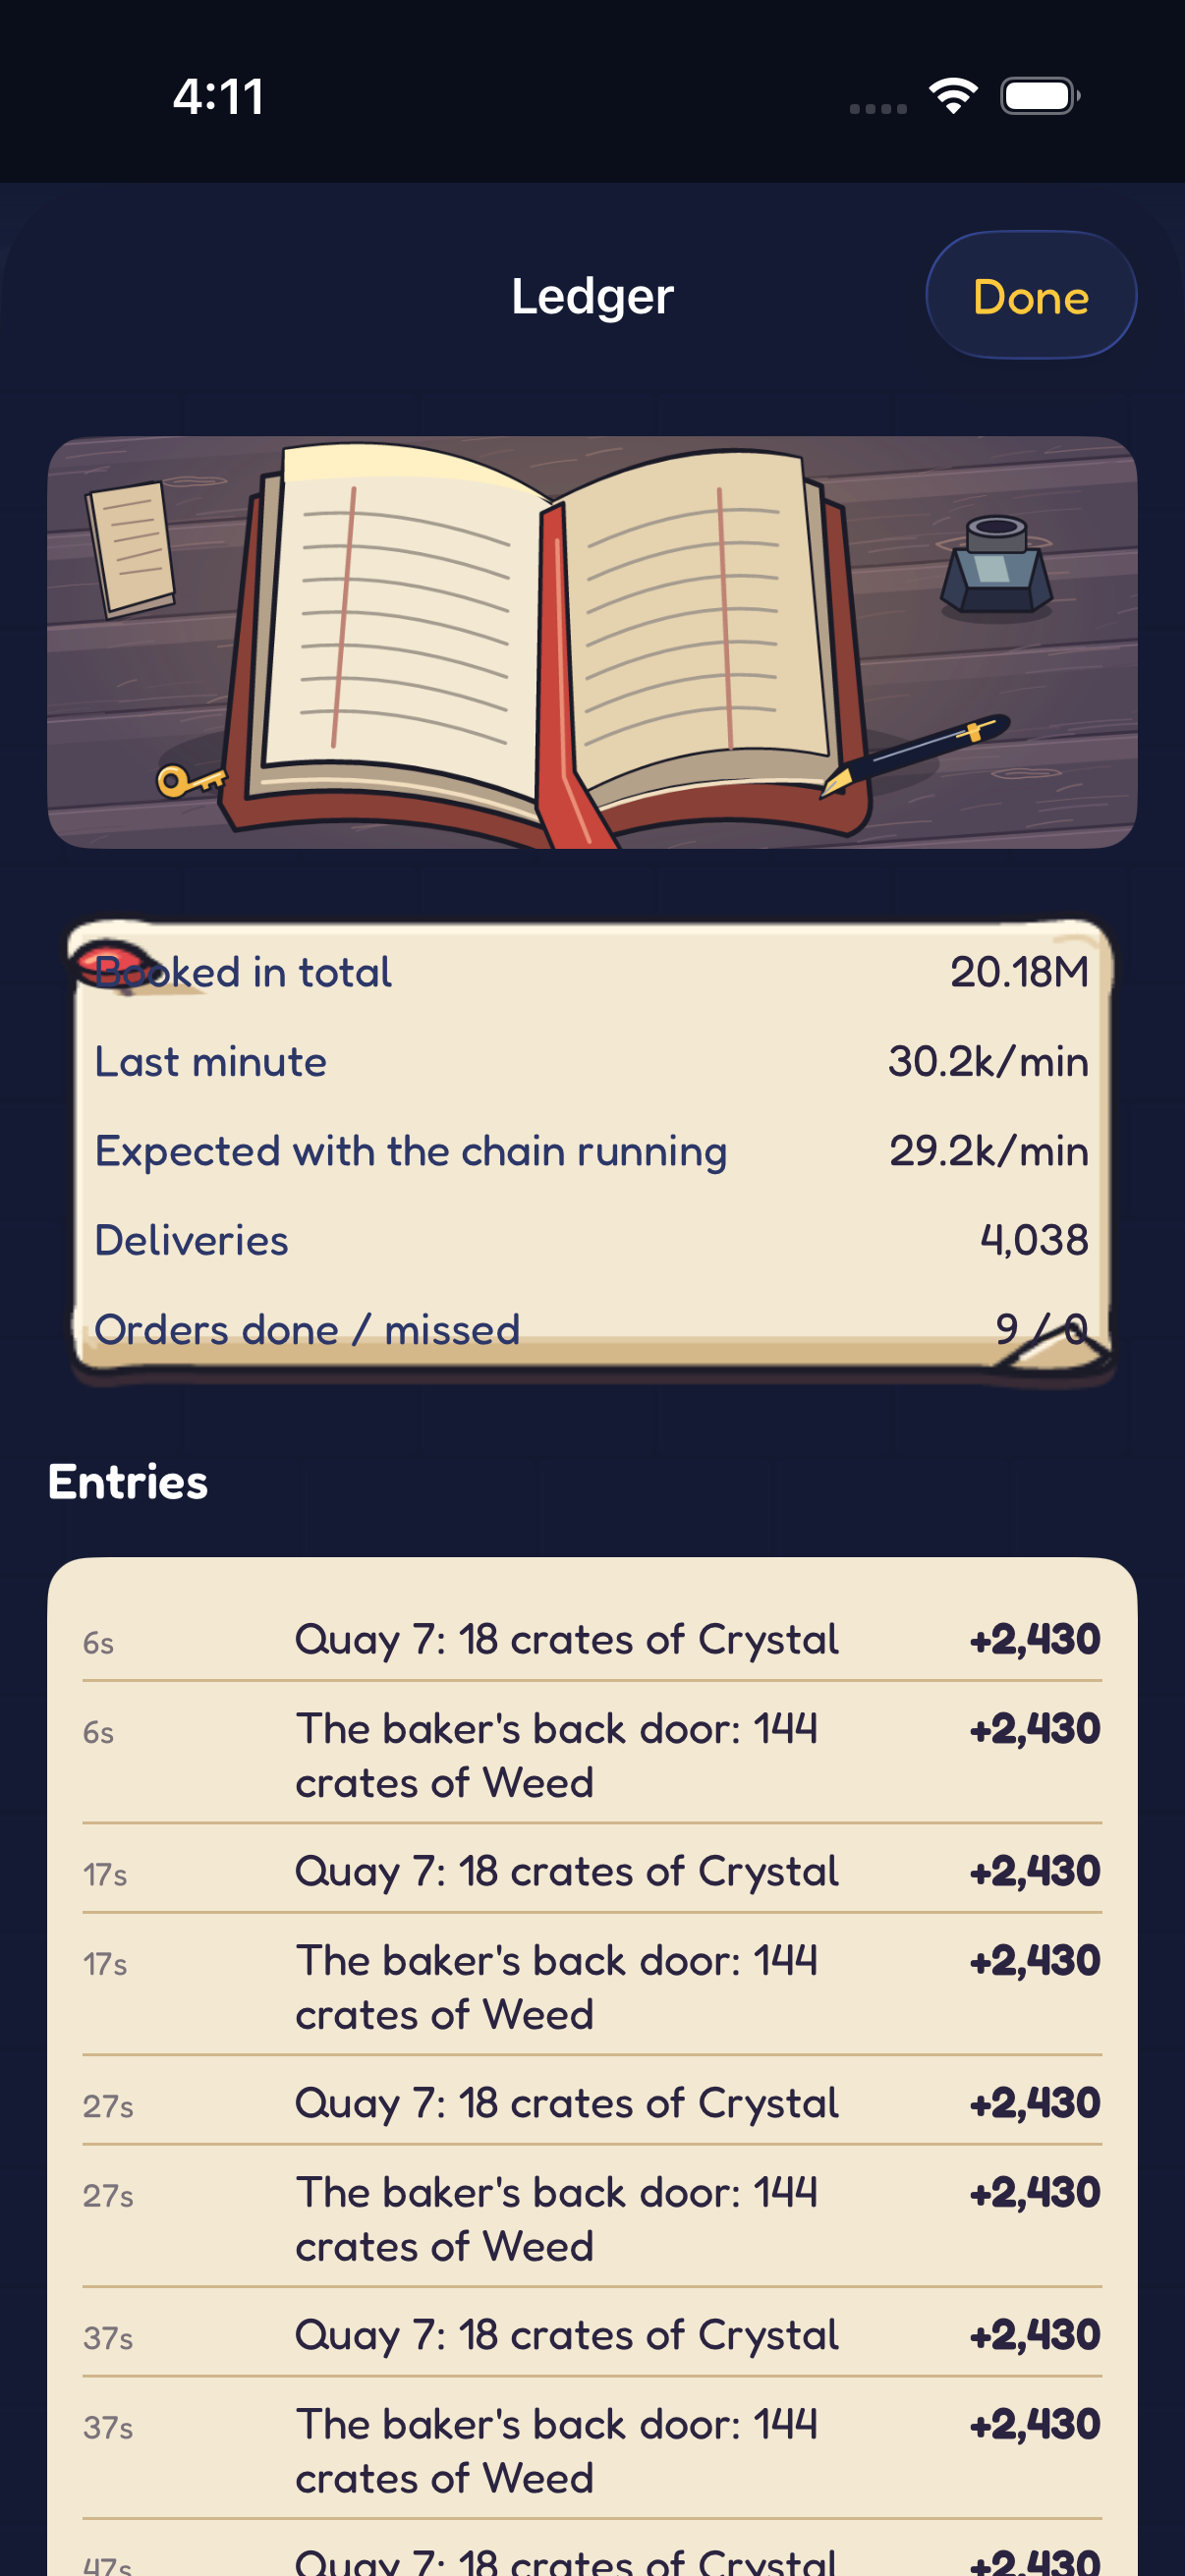 4:11
Ledger
Done
Booked in total 20.18M
Last minute 30.2k/min
Expected with the chain running 29.2k/min
Deliveries 4,038
Orders done / missed 9 / 0
Entries
6s Quay 7: 18 crates of Crystal +2,430
6s The baker's back door: 144 +2,430
crates of Weed
17s Quay 7: 18 crates of Crystal +2,430
17s The baker's back door: 144 +2,430
crates of Weed
27s Quay 7: 18 crates of Crystal +2,430
27s The baker's back door: 144 +2,430
crates of Weed
37s Quay 7: 18 crates of Crystal +2,430
37s The baker's back door: 144 +2,430
crates of Weed
47s Quay 7: 18 crates of Crystal +2,430